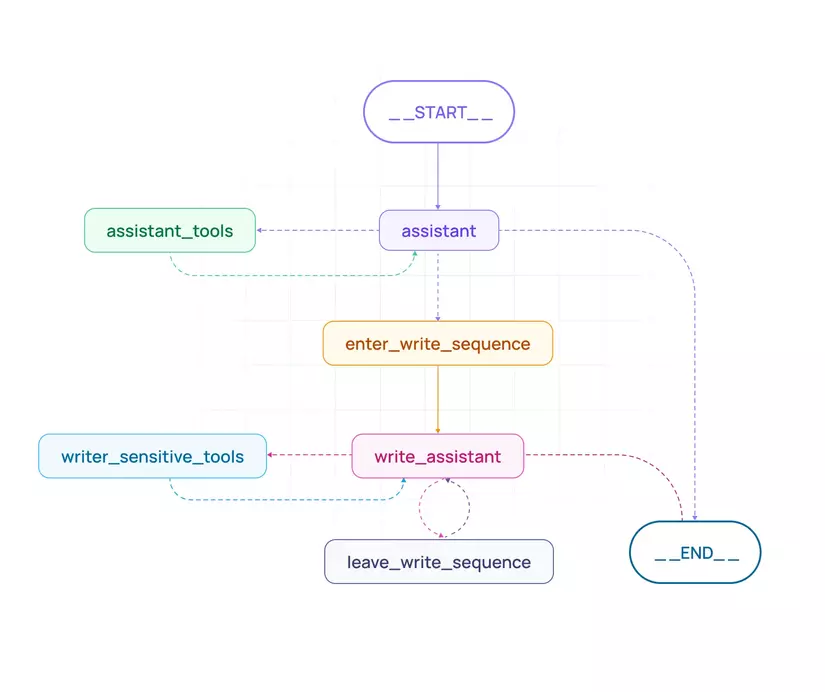 __START__
assistant_tools
assistant
enter_write_sequence
writer_sensitive_tools
write_assistant
__END__
leave_write_sequence